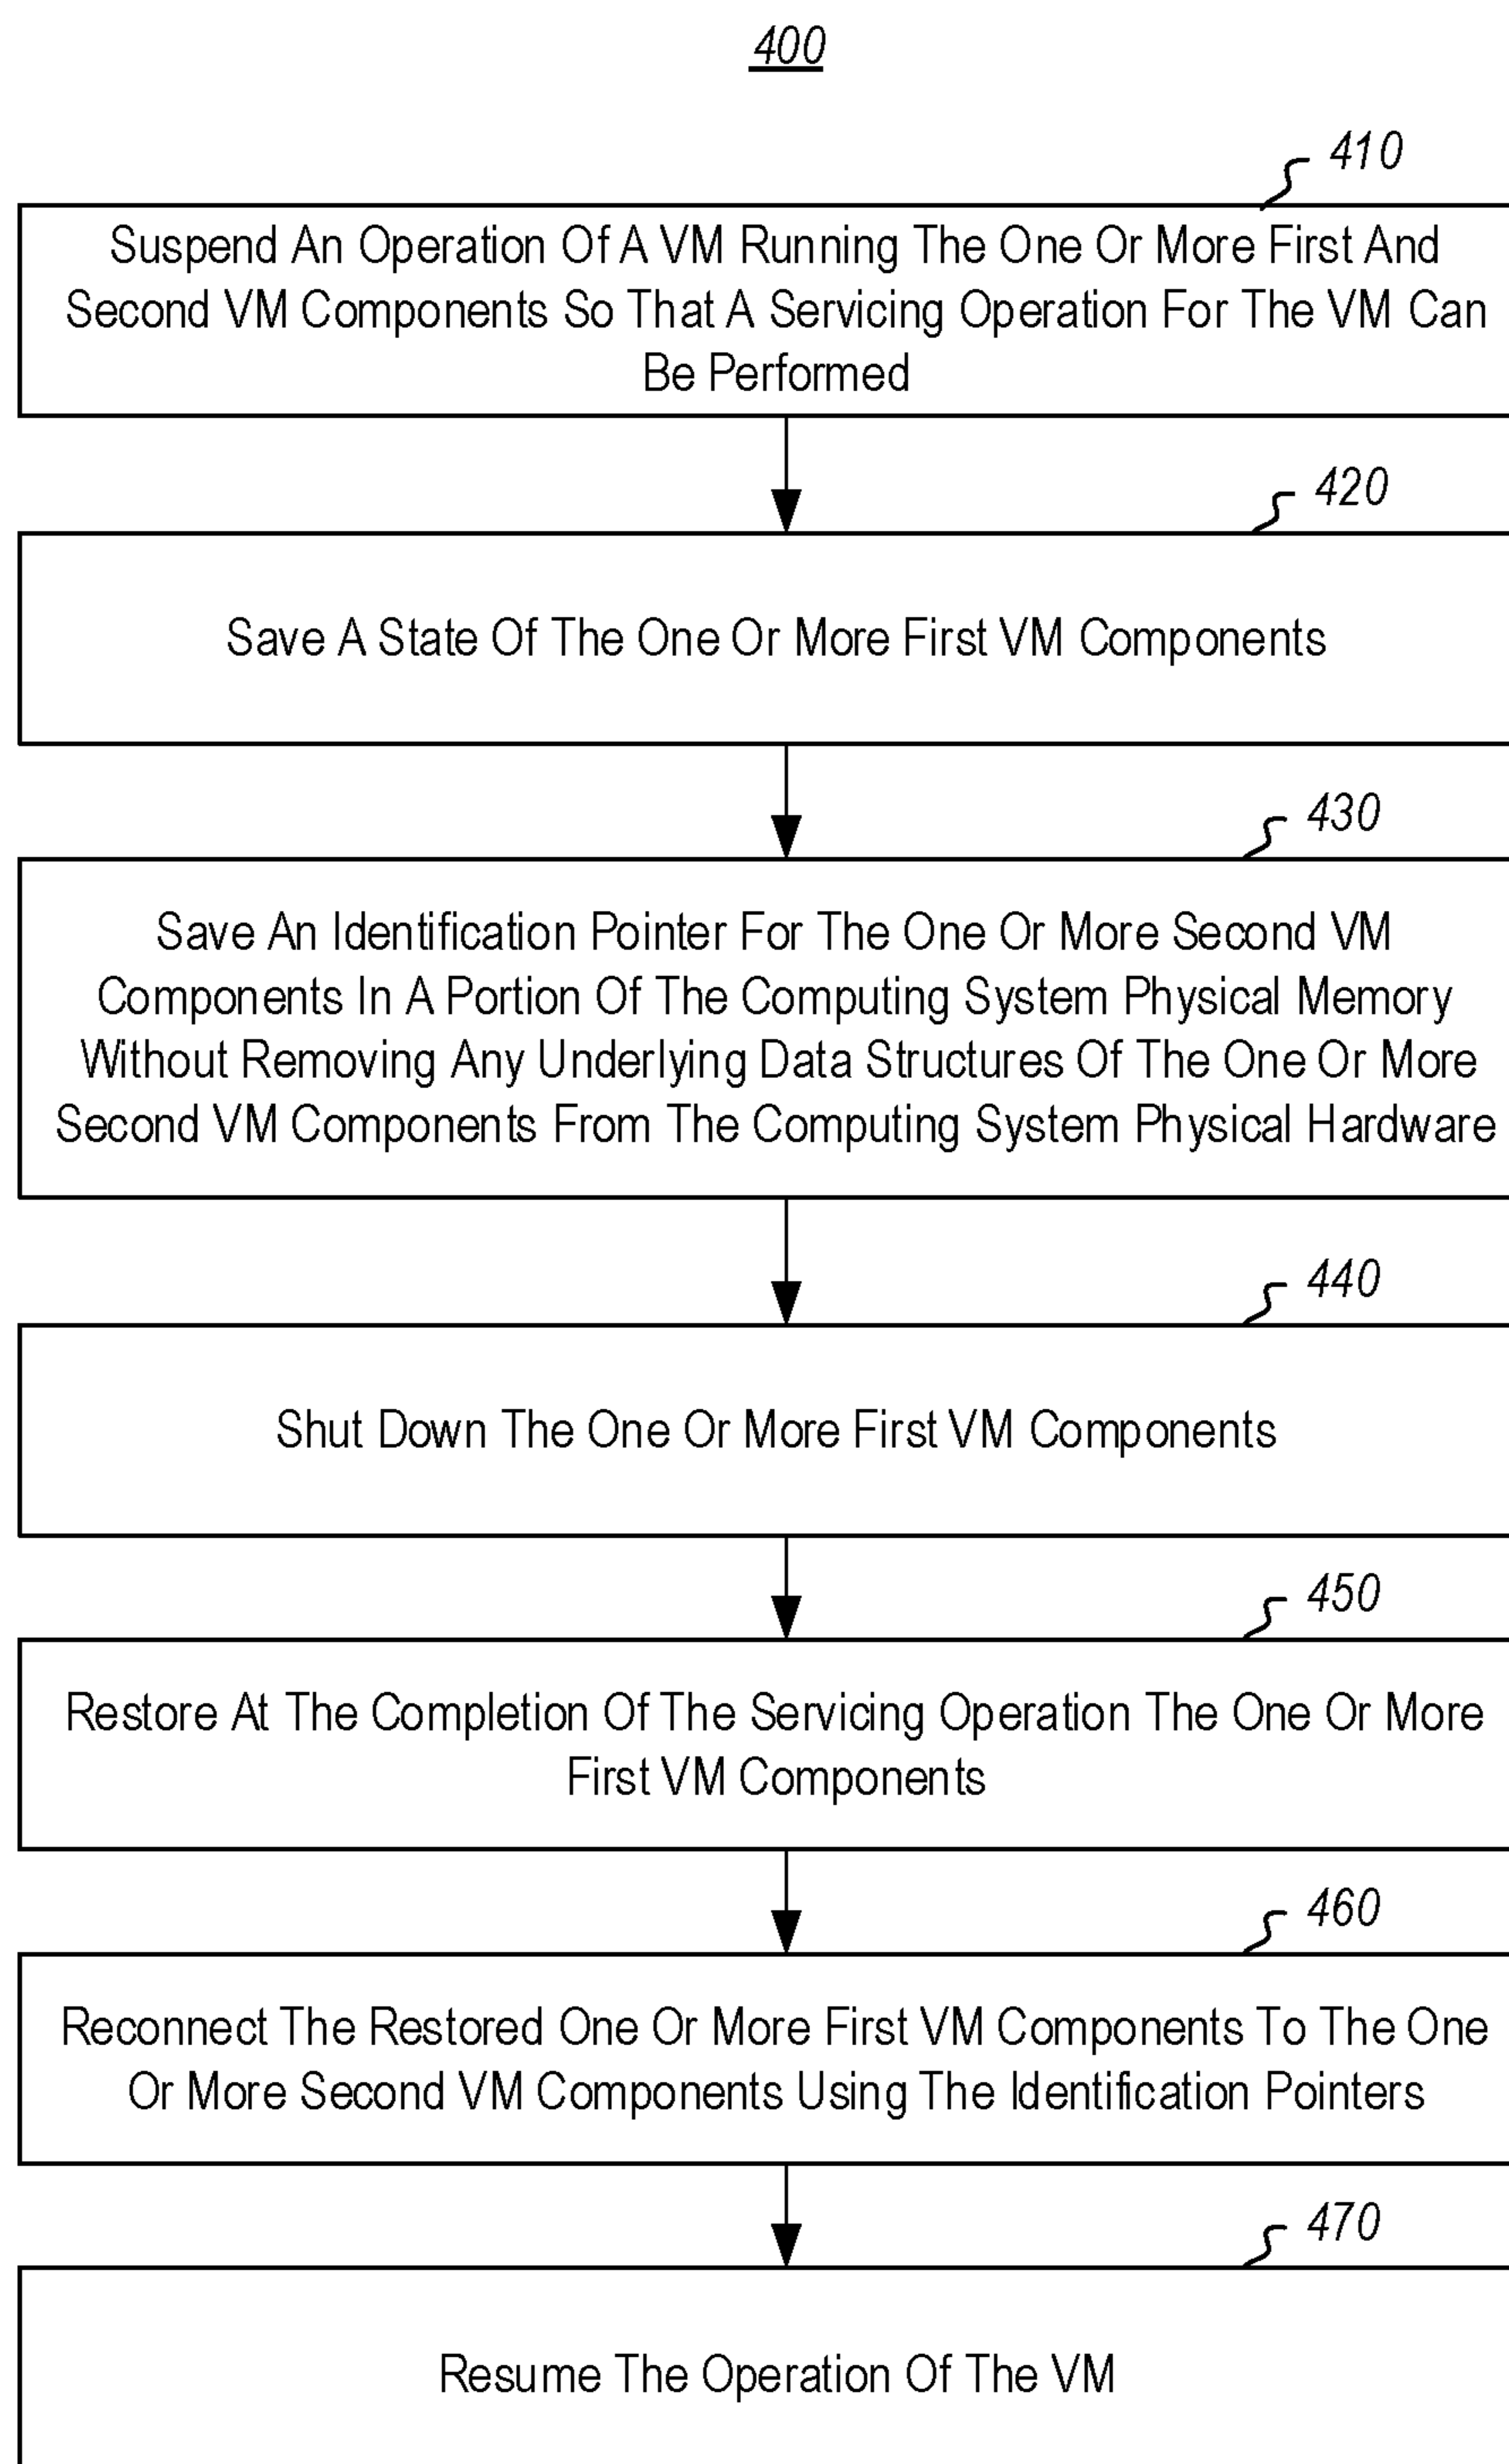 400
410
Suspend An Operation Of A VM Running The One Or More First And
Second VM Components So That A Servicing Operation For The VM Can
Be Performed
420
Save A State Of The One Or More First VM Components
430
Save An Identification Pointer For The One Or More Second VM
Components In A Portion Of The Computing System Physical Memory
Without Removing Any Underlying Data Structures Of The One Or More
Second VM Components From The Computing System Physical Hardware
440
Shut Down The One Or More First VM Components
450
Restore At The Completion Of The Servicing Operation The One Or More
First VM Components
460
Reconnect The Restored One Or More First VM Components To The One
Or More Second VM Components Using The Identification Pointers
470
Resume The Operation Of The VM